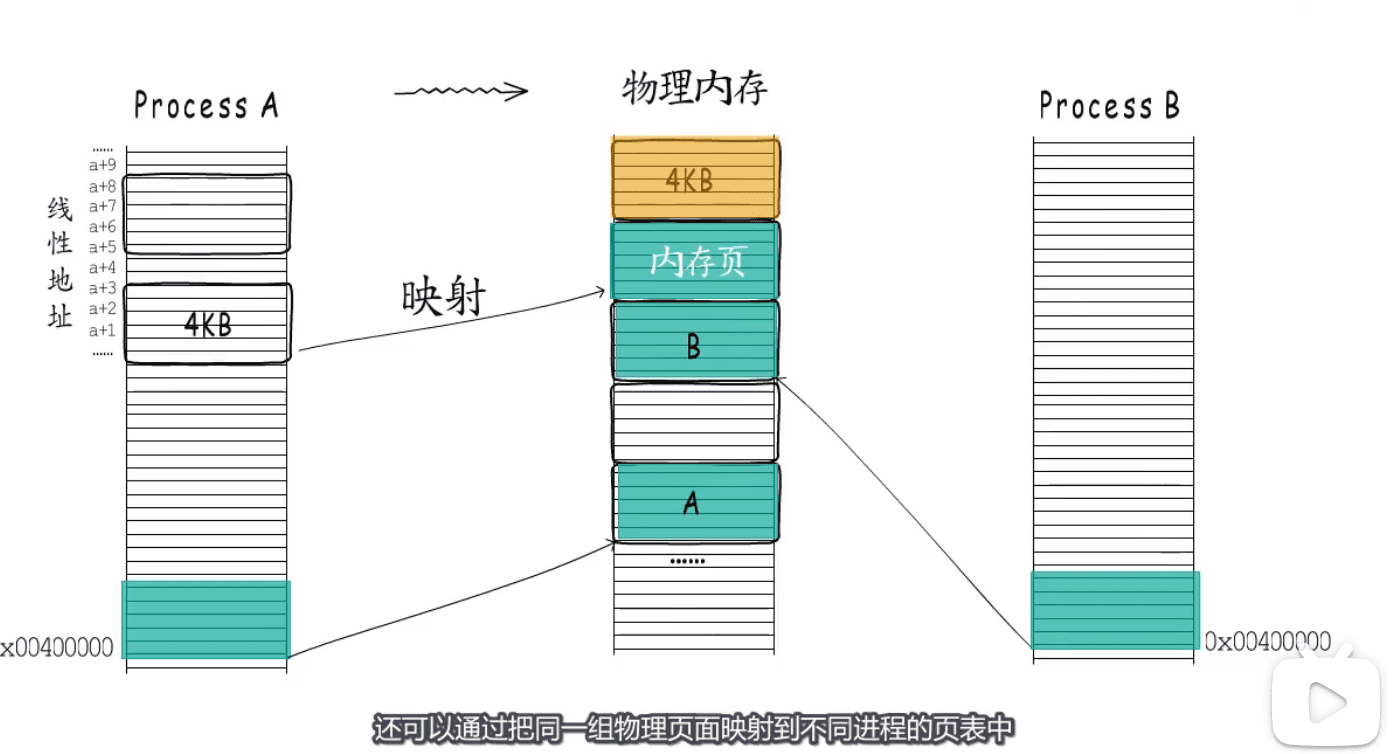 Process A
物理内存
Process B
......
a+9
a+8
a+7
a+6
a+5
a+4
a+3
a+2
a+1
......
线性地址
4KB
映射
4KB
内存页
B
A
......
x00400000
0x00400000
还可以通过把同一组物理页面映射到不同进程的页表中